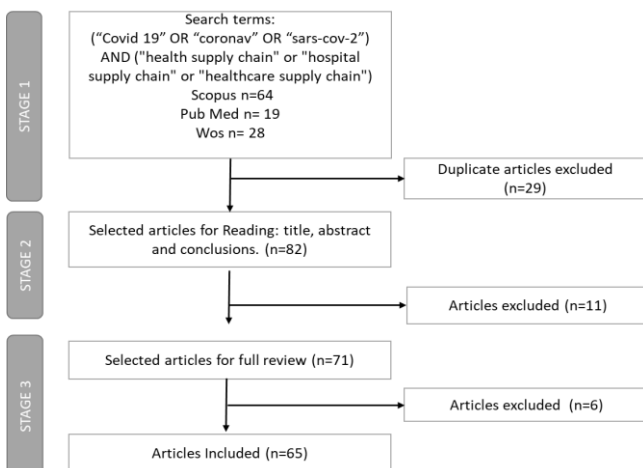 STAGE 1
Search terms:
(“Covid 19” OR “coronav” OR “sars-cov-2”)
AND ("health supply chain" or "hospital
supply chain" or "healthcare supply chain")
Scopus n=64
Pub Med n= 19
Wos n= 28
Duplicate articles excluded
(n=29)
STAGE 2
Selected articles for Reading: title, abstract
and conclusions. (n=82)
Articles excluded (n=11)
STAGE 3
Selected articles for full review (n=71)
Articles excluded (n=6)
Articles Included (n=65)